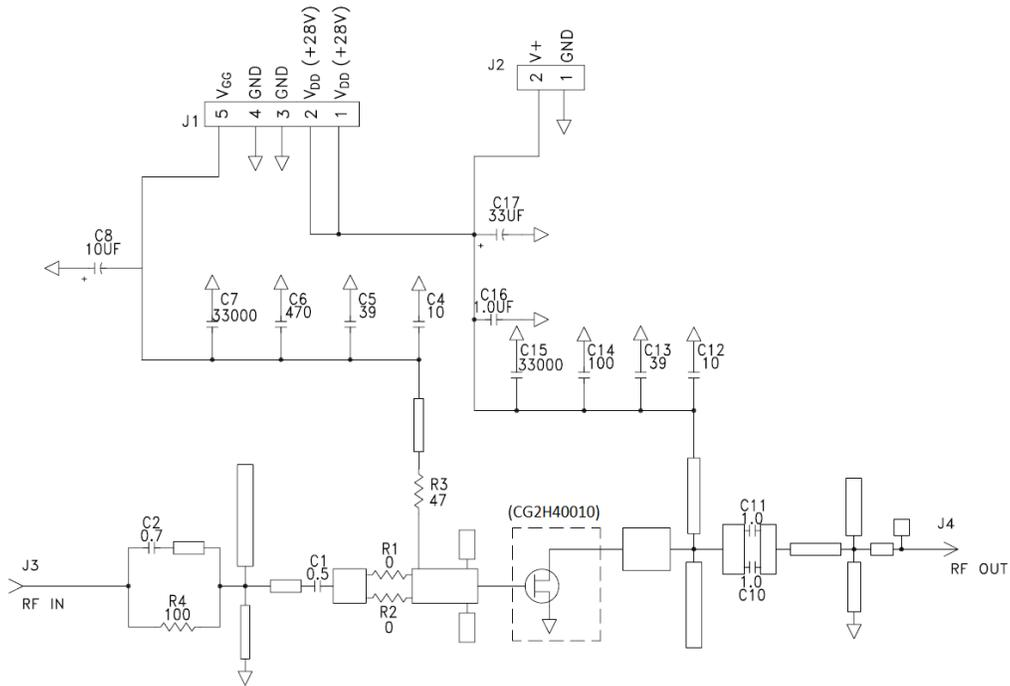 V+
GND
J2
2
1
VGG
GND
GND
VDD (+28V)
VDD (+28V)
J1
5
4
3
2
1
C17
33UF
+
C8
10UF
+
C7
33000
C6
470
C5
39
C4
10
C16
1.0UF
C15
33000
C14
100
C13
39
C12
10
R3
47
(CG2H40010)
C11
1.0
1.0
C10
J4
RF OUT
J3
RF IN
C2
0.7
R4
100
C1
0.5
R1
0
R2
0